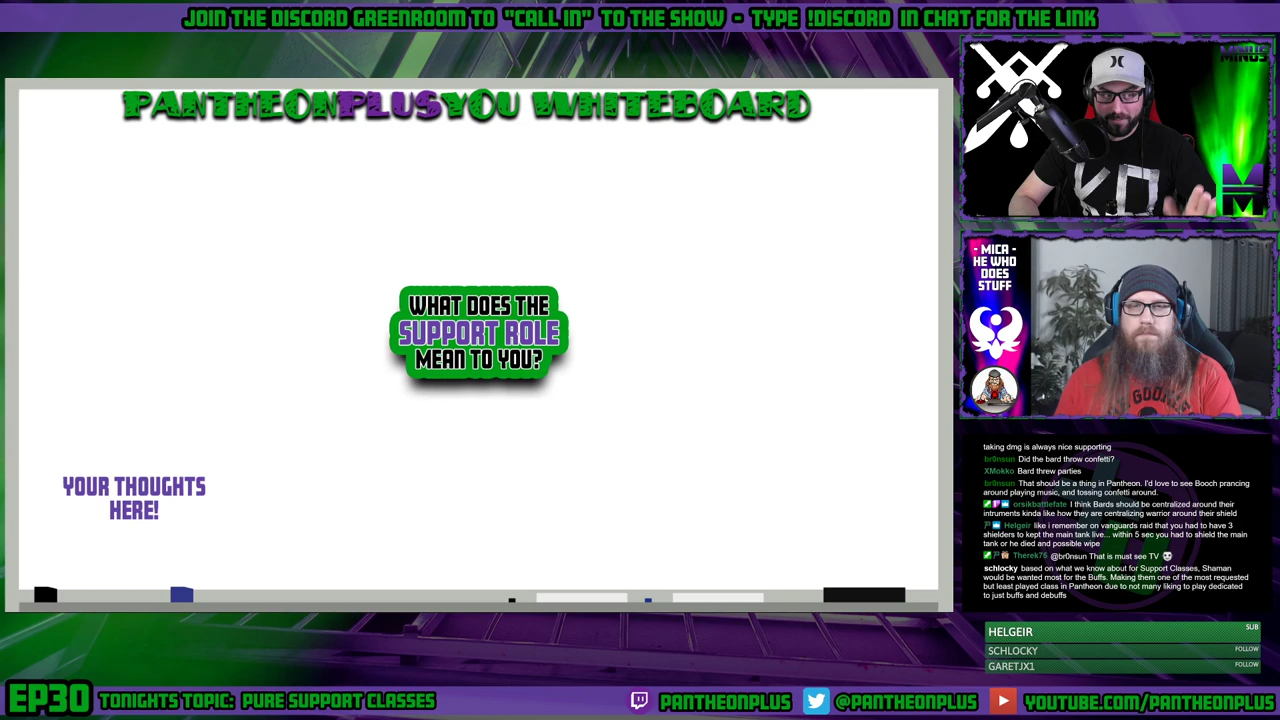 JOIN THE DISCORD GREENROOM TO "CALL IN" TO THE SHOW - TYPE !DISCORD IN CHAT FOR THE LINK
PANTHEONPLUSYOU WHITEBOARD
WHAT DOES THE
SUPPORT ROLE
MEAN TO YOU?
YOUR THOUGHTS
HERE!
MINUS
KO
- MICA -
HE WHO
DOES
STUFF
taking dmg is always nice supporting
br0nsun Did the bard throw confetti?
XMokko Bard threw parties
br0nsun That should be a thing in Pantheon. I'd love to see Booch prancing
around playing music, and tossing confetti around.
orsikbattlefate I think Bards should be centralized around their
intruments kinda like how they are centralizing warrior around their shield
Helgeir like i remember on vanguards raid that you had to have 3
shielders to kept the main tank live... within 5 sec you had to shield the main
tank or he died and possible wipe
Therek75 @br0nsun That is must see TV
schlocky based on what we know about for Support Classes, Shaman
would be wanted most for the Buffs. Making them one of the most requested
but least played class in Pantheon due to not many liking to play dedicated
to just buffs and debuffs
HELGEIR SUB
SCHLOCKY FOLLOW
GARETJX1 FOLLOW
EP30 TONIGHTS TOPIC: PURE SUPPORT CLASSES PANTHEONPLUS @PANTHEONPLUS YOUTUBE.COM/PANTHEONPLUS